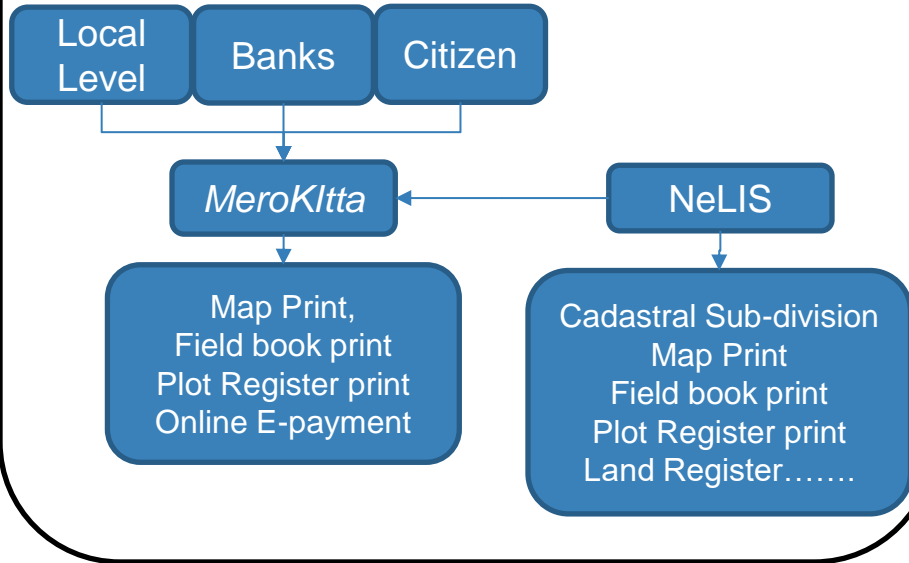 Local
Level
Banks
Citizen
MeroKItta
NeLIS
Map Print,
Field book print
Plot Register print
Online E-payment
Cadastral Sub-division
Map Print
Field book print
Plot Register print
Land Register…….